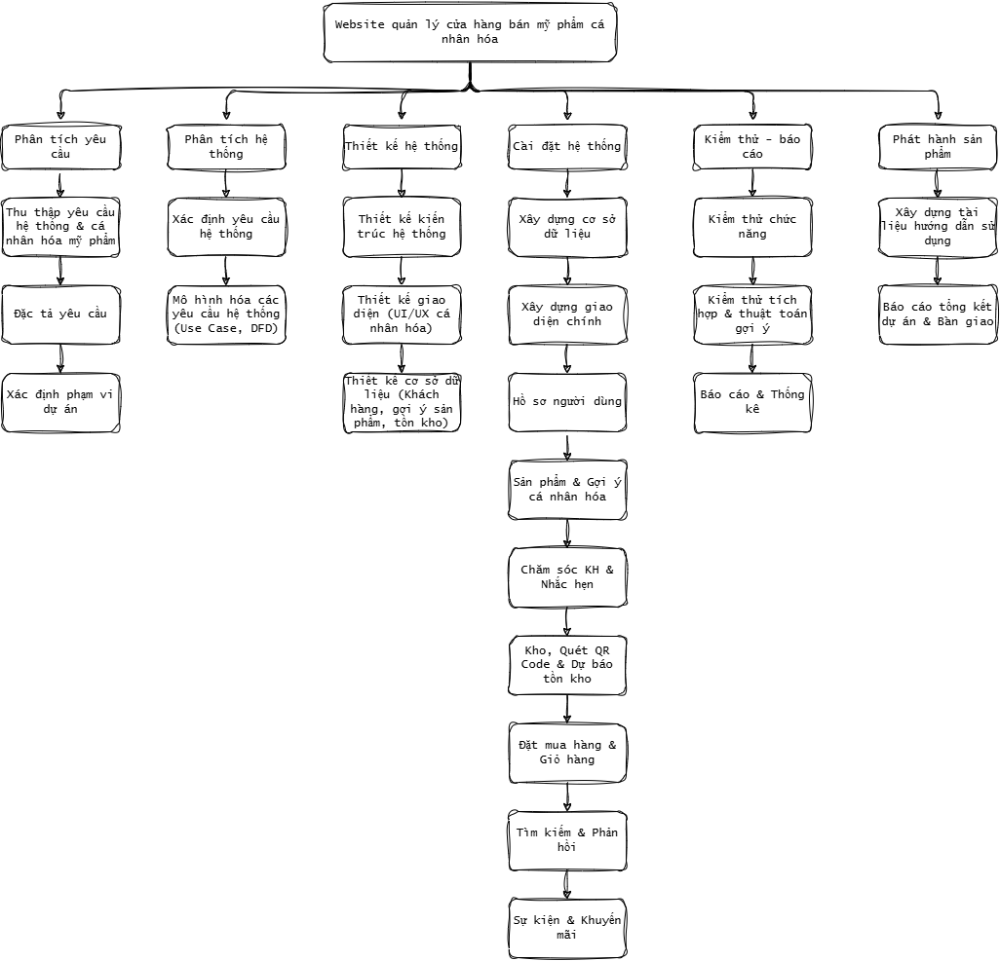 Website quản lý cửa hàng bán mỹ phẩm cá
nhân hóa
Phân tích yêu
cầu
Phân tích hệ
thống
Thiết kế hệ thống
Cài đặt hệ thống
Kiểm thử - báo
cáo
Phát hành sản
phẩm
Thu thập yêu cầu
hệ thống & cá
nhân hóa mỹ phẩm
Xác định yêu cầu
hệ thống
Thiết kế kiến
trúc hệ thống
Xây dựng cơ sở
dữ liệu
Kiểm thử chức
năng
Xây dựng tài
liệu hướng dẫn sử
dụng
Đặc tả yêu cầu
Mô hình hóa các
yêu cầu hệ thống
(Use Case, DFD)
Thiết kế giao
diện (UI/UX cá
nhân hóa)
Xây dựng giao
diện chính
Kiểm thử tích
hợp & thuật toán
gợi ý
Báo cáo tổng kết
dự án & Bàn giao
Xác định phạm vi
dự án
Thiết kế cơ sở dữ
liệu (Khách
hàng, gợi ý sản
phẩm, tồn kho)
Hồ sơ người dùng
Báo cáo & Thống
kê
Sản phẩm & Gợi ý
cá nhân hóa
Chăm sóc KH &
Nhắc hẹn
Kho, Quét QR
Code & Dự báo
tồn kho
Đặt mua hàng &
Giỏ hàng
Tìm kiếm & Phản
hồi
Sự kiện & Khuyến
mãi